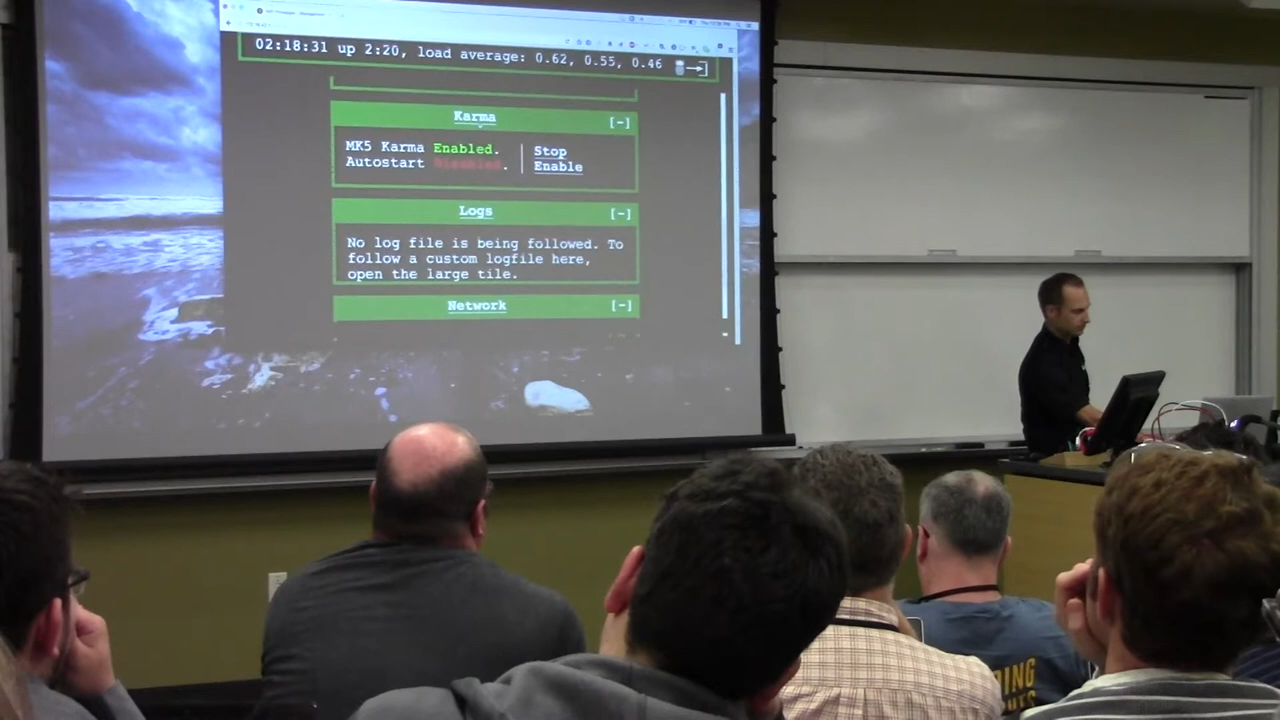 02:18:31 up 2:20, load average: 0.62, 0.55, 0.46
Karma
[-]
MK5 Karma Enabled.
Autostart Disabled.
Stop
Enable
Logs
[-]
No log file is being followed. To
follow a custom logfile here,
open the large tile.
Network
[-]